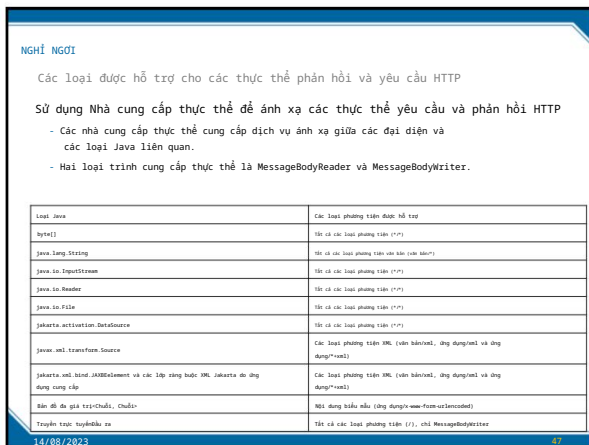 NGHỈ NGƠI
Các loại được hỗ trợ cho các thực thể phản hồi và yêu cầu HTTP
Sử dụng Nhà cung cấp thực thể để ánh xạ các thực thể yêu cầu và phản hồi HTTP
- Các nhà cung cấp thực thể cung cấp dịch vụ ánh xạ giữa các đại diện và
các loại Java liên quan.
- Hai loại trình cung cấp thực thể là MessageBodyReader và MessageBodyWriter.
Loại Java Các loại phương tiện được hỗ trợ
byte[] Tất cả các loại phương tiện (*/*)
java.lang.String Tất cả các loại phương tiện văn bản (văn bản/*)
java.io.InputStream Tất cả các loại phương tiện (*/*)
java.io.Reader Tất cả các loại phương tiện (*/*)
java.io.File Tất cả các loại phương tiện (*/*)
jakarta.activation.DataSource Tất cả các loại phương tiện (*/*)
javax.xml.transform.Source Các loại phương tiện XML (văn bản/xml, ứng dụng/xml và ứng
dụng/*+xml)
jakarta.xml.bind.JAXBElement và các lớp ràng buộc XML Jakarta do ứng Các loại phương tiện XML (văn bản/xml, ứng dụng/xml và ứng
dụng cung cấp dụng/*+xml)
Bản đồ đa giá trị<Chuỗi, Chuỗi> Nội dung biểu mẫu (ứng dụng/x-www-form-urlencoded)
Truyền trực tuyếnĐầu ra Tất cả các loại phương tiện (/), chỉ MessageBodyWriter
14/08/2023 47